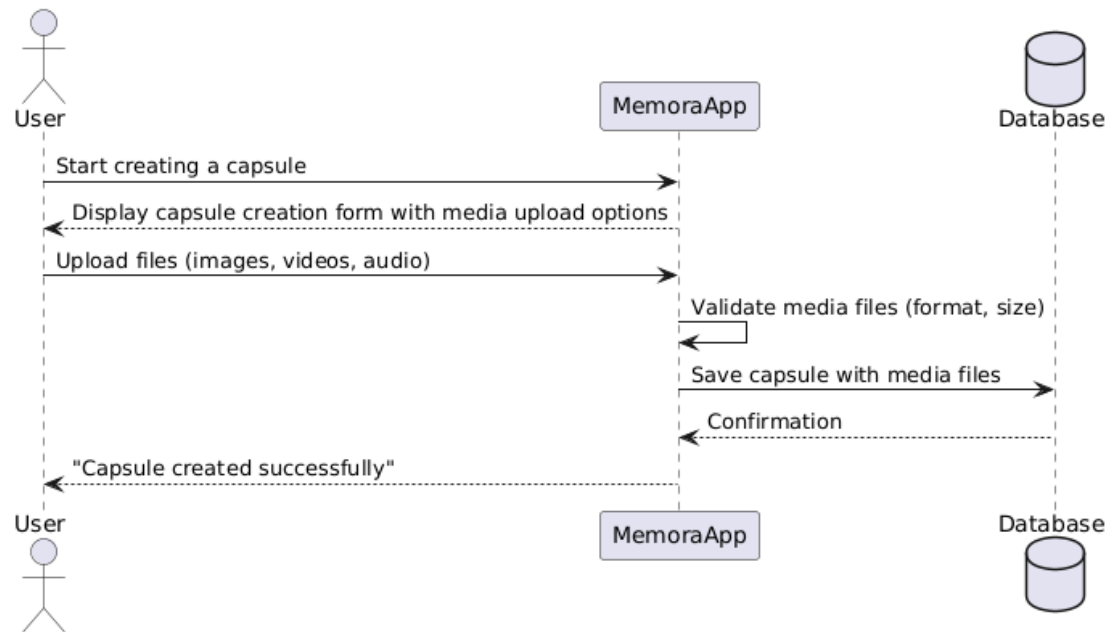 User
MemoraApp
Database
Start creating a capsule
Display capsule creation form with media upload options
Upload files (images, videos, audio)
Validate media files (format, size)
Save capsule with media files
Confirmation
"Capsule created successfully"
User
MemoraApp
Database